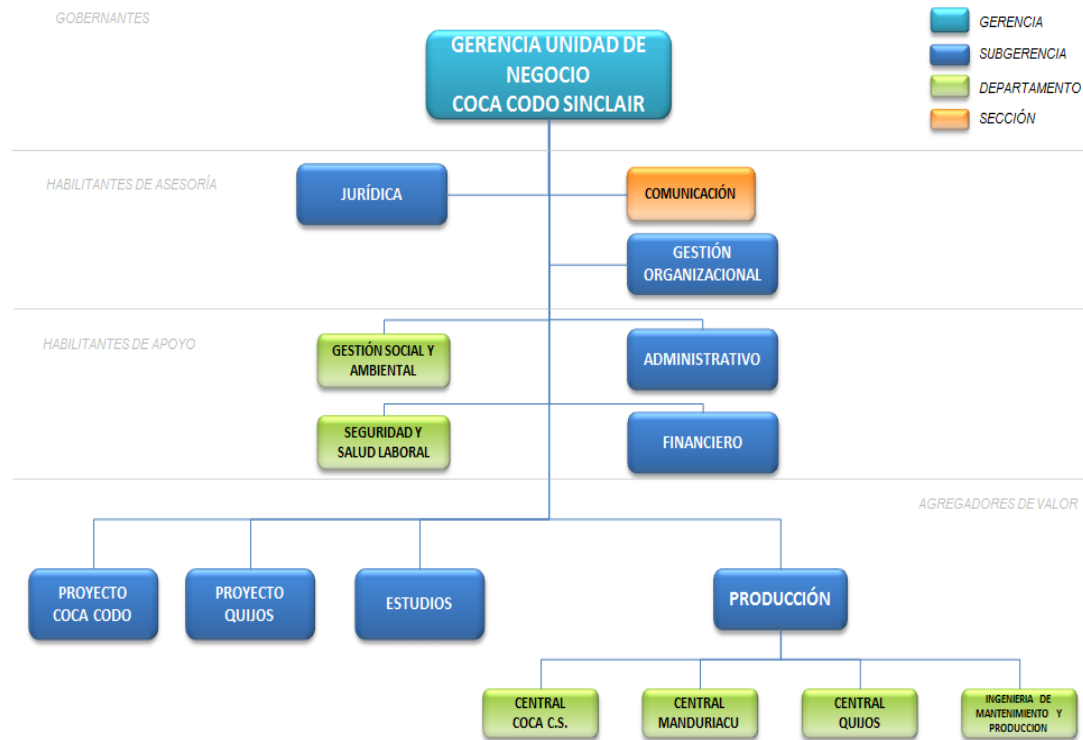 GOBERNANTES
GERENCIA UNIDAD DE
NEGOCIO
COCA CODO SINCLAIR
GERENCIA
SUBGERENCIA
DEPARTAMENTO
SECCIÓN
HABILITANTES DE ASESORÍA
JURÍDICA
COMUNICACIÓN
GESTIÓN
ORGANIZACIONAL
HABILITANTES DE APOYO
GESTIÓN SOCIAL Y
AMBIENTAL
ADMINISTRATIVO
SEGURIDAD Y
SALUD LABORAL
FINANCIERO
AGREGADORES DE VALOR
PROYECTO
COCA CODO
PROYECTO
QUIJOS
ESTUDIOS
PRODUCCIÓN
CENTRAL
COCA C.S.
CENTRAL
MANDURIACU
CENTRAL
QUIJOS
INGENIERIA DE
MANTENIMIENTO Y
PRODUCCION